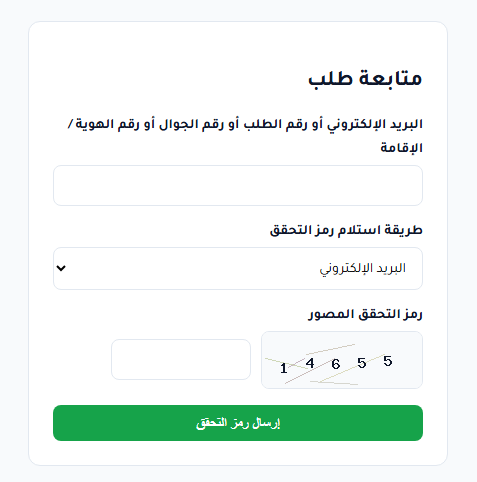 متابعة طلب
البريد الإلكتروني أو رقم الطلب أو رقم الجوال أو رقم الهوية /
الإقامة
طريقة استلام رمز التحقق
البريد الإلكتروني
رمز التحقق المصور
1 4 6 5 5
إرسال رمز التحقق